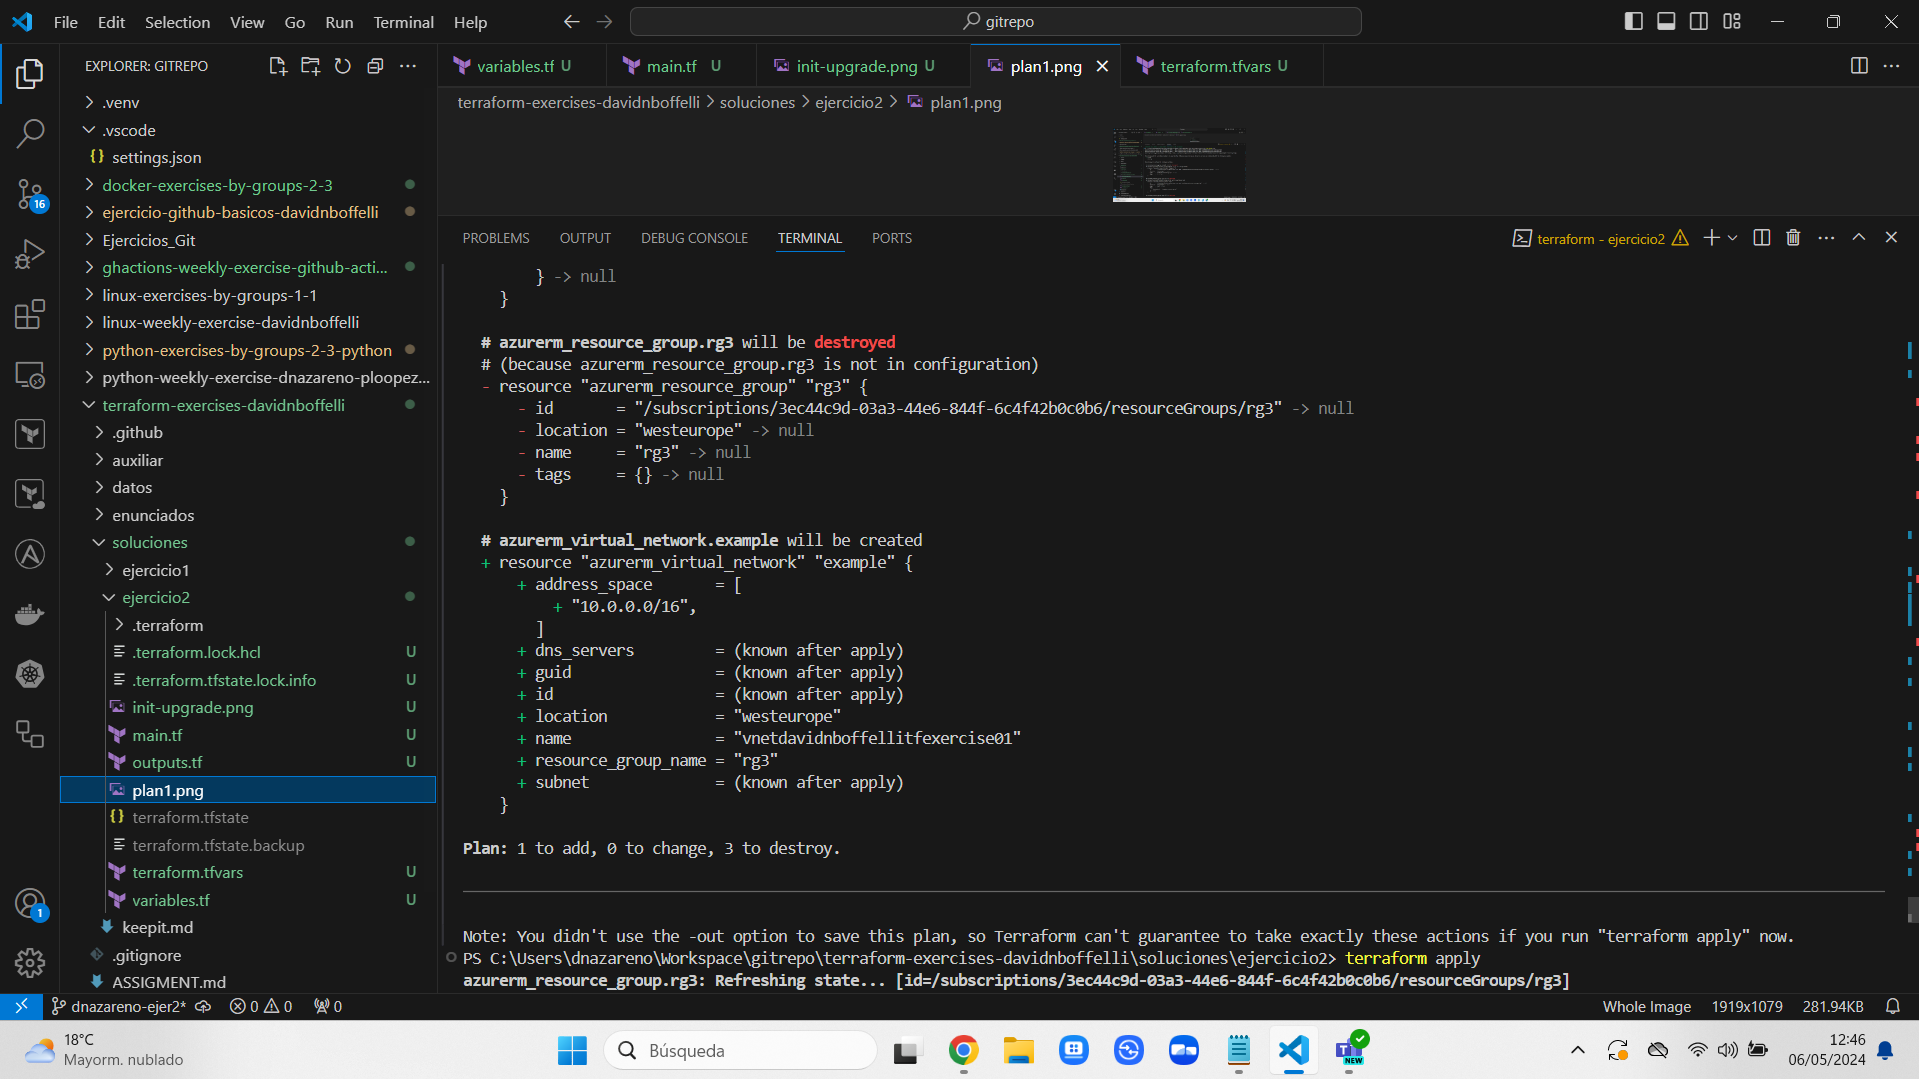 File Edit Selection View Go Run Terminal Help
gitrepo
EXPLORER: GITREPO
.venv
.vscode
settings.json
docker-exercises-by-groups-2-3
ejercicio-github-basicos-davidnboffelli
Ejercicios_Git
ghactions-weekly-exercise-github-acti...
linux-exercises-by-groups-1-1
linux-weekly-exercise-davidnboffelli
python-exercises-by-groups-2-3-python
python-weekly-exercise-dnazareno-ploopez...
terraform-exercises-davidnboffelli
.github
auxiliar
datos
enunciados
soluciones
ejercicio1
ejercicio2
.terraform
.terraform.lock.hcl U
.terraform.tfstate.lock.info U
init-upgrade.png U
main.tf U
outputs.tf U
plan1.png
terraform.tfstate
terraform.tfstate.backup
terraform.tfvars U
variables.tf U
keepit.md
.gitignore
ASSIGMENT.md
16
1
variables.tf U main.tf U init-upgrade.png U plan1.png terraform.tfvars U
terraform-exercises-davidnboffelli > soluciones > ejercicio2 > plan1.png
PROBLEMS OUTPUT DEBUG CONSOLE TERMINAL PORTS
terraform - ejercicio2
} -> null
}
# azurerm_resource_group.rg3 will be destroyed
# (because azurerm_resource_group.rg3 is not in configuration)
- resource "azurerm_resource_group" "rg3" {
- id = "/subscriptions/3ec44c9d-03a3-44e6-844f-6c4f42b0c0b6/resourceGroups/rg3" -> null
- location = "westeurope" -> null
- name = "rg3" -> null
- tags = {} -> null
}
# azurerm_virtual_network.example will be created
+ resource "azurerm_virtual_network" "example" {
+ address_space = [
+ "10.0.0.0/16",
]
+ dns_servers = (known after apply)
+ guid = (known after apply)
+ id = (known after apply)
+ location = "westeurope"
+ name = "vnetdavidnboffellitfexercise01"
+ resource_group_name = "rg3"
+ subnet = (known after apply)
}
Plan: 1 to add, 0 to change, 3 to destroy.
Note: You didn't use the -out option to save this plan, so Terraform can't guarantee to take exactly these actions if you run "terraform apply" now.
PS C:\Users\dnazareno\Workspace\gitrepo\terraform-exercises-davidnboffelli\soluciones\ejercicio2> terraform apply
azurerm_resource_group.rg3: Refreshing state... [id=/subscriptions/3ec44c9d-03a3-44e6-844f-6c4f42b0c0b6/resourceGroups/rg3]
dnazareno-ejer2* 0 0 0 Whole Image 1919x1079 281.94KB
18°C
Mayorm. nublado
Búsqueda
NEW
12:46
06/05/2024